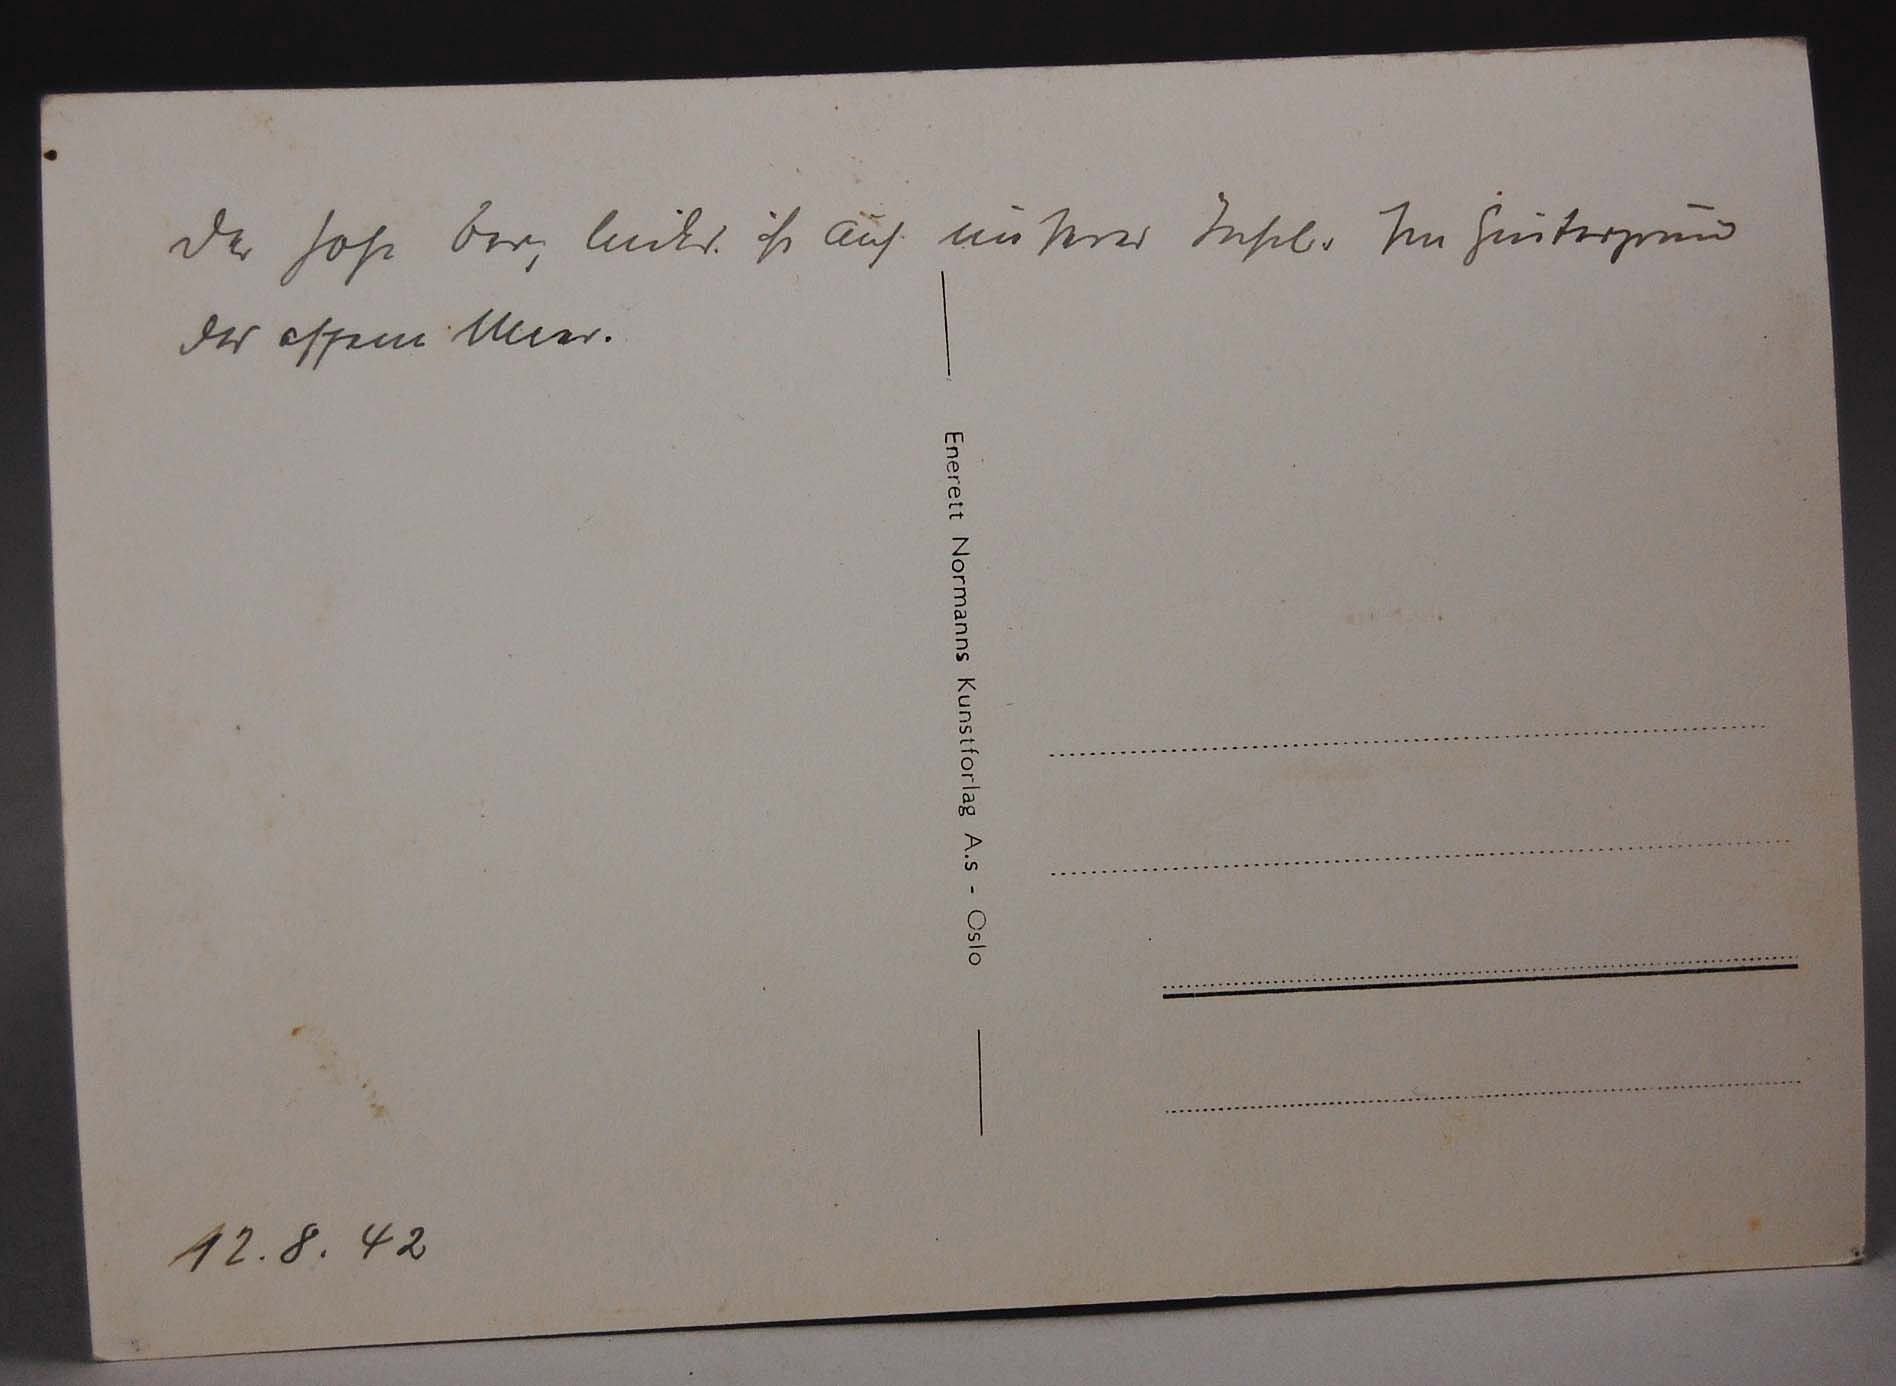 Der hohe Berg links ist auf unserer Insel. Im Hintergrund
das offene Meer.
Enerett Normanns Kunstforlag A.s - Oslo
12.8.42